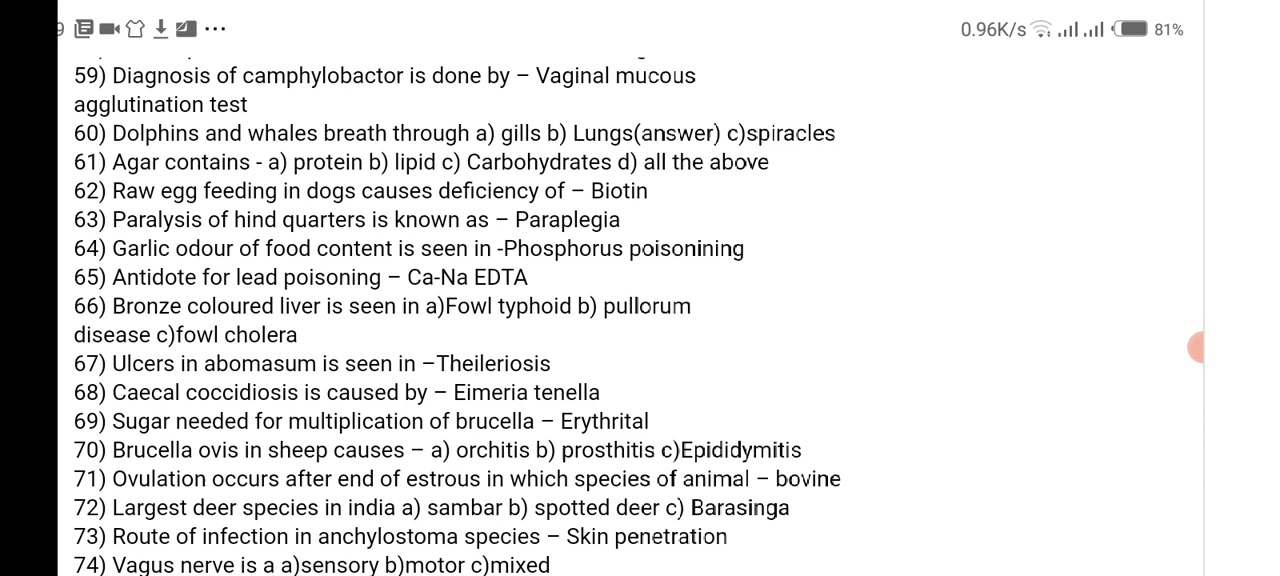 9 0.96K/s 81%
59) Diagnosis of camphylobactor is done by – Vaginal mucous
agglutination test
60) Dolphins and whales breath through a) gills b) Lungs(answer) c)spiracles
61) Agar contains - a) protein b) lipid c) Carbohydrates d) all the above
62) Raw egg feeding in dogs causes deficiency of – Biotin
63) Paralysis of hind quarters is known as – Paraplegia
64) Garlic odour of food content is seen in -Phosphorus poisonining
65) Antidote for lead poisoning – Ca-Na EDTA
66) Bronze coloured liver is seen in a)Fowl typhoid b) pullorum
disease c)fowl cholera
67) Ulcers in abomasum is seen in –Theileriosis
68) Caecal coccidiosis is caused by – Eimeria tenella
69) Sugar needed for multiplication of brucella – Erythrital
70) Brucella ovis in sheep causes – a) orchitis b) prosthitis c)Epididymitis
71) Ovulation occurs after end of estrous in which species of animal – bovine
72) Largest deer species in india a) sambar b) spotted deer c) Barasinga
73) Route of infection in anchylostoma species – Skin penetration
74) Vagus nerve is a a)sensory b)motor c)mixed